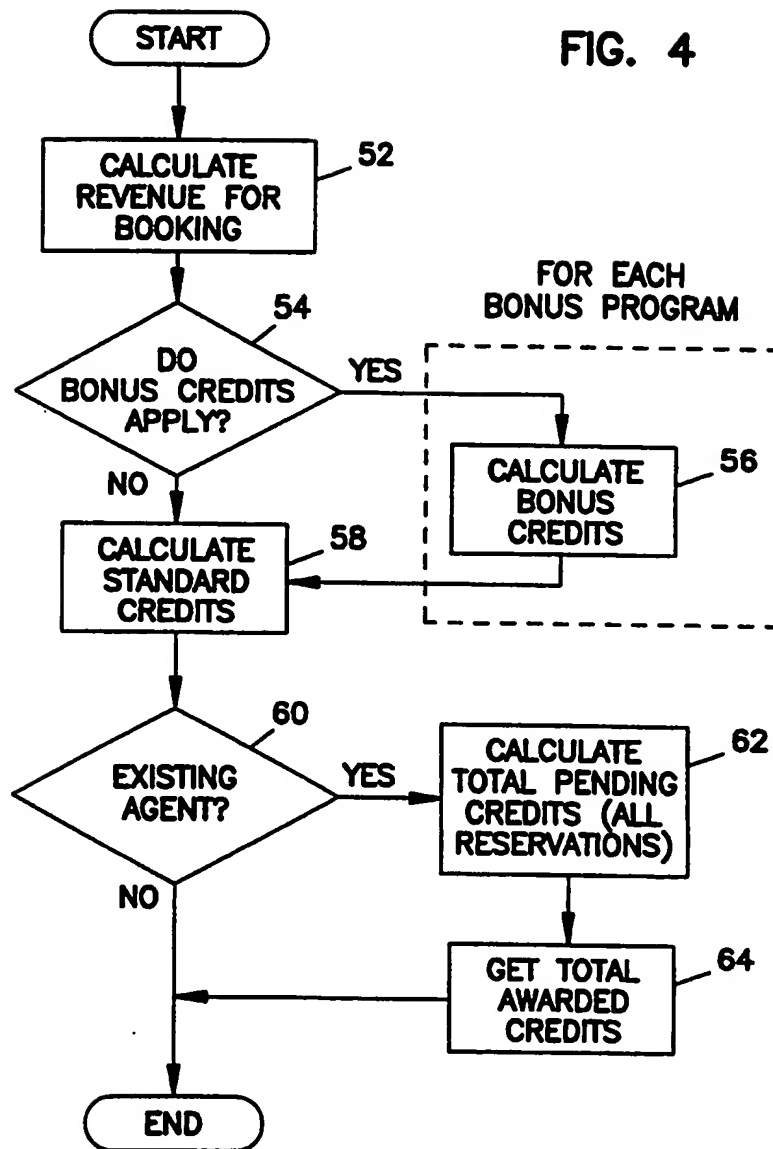 START
FIG. 4
CALCULATE
REVENUE FOR
BOOKING
52
FOR EACH
BONUS PROGRAM
54
DO
BONUS CREDITS
APPLY?
YES
NO
CALCULATE
BONUS
CREDITS
56
CALCULATE
STANDARD
CREDITS
58
60
EXISTING
AGENT?
YES
NO
CALCULATE
TOTAL PENDING
CREDITS (ALL
RESERVATIONS)
62
GET TOTAL
AWARDED
CREDITS
64
END